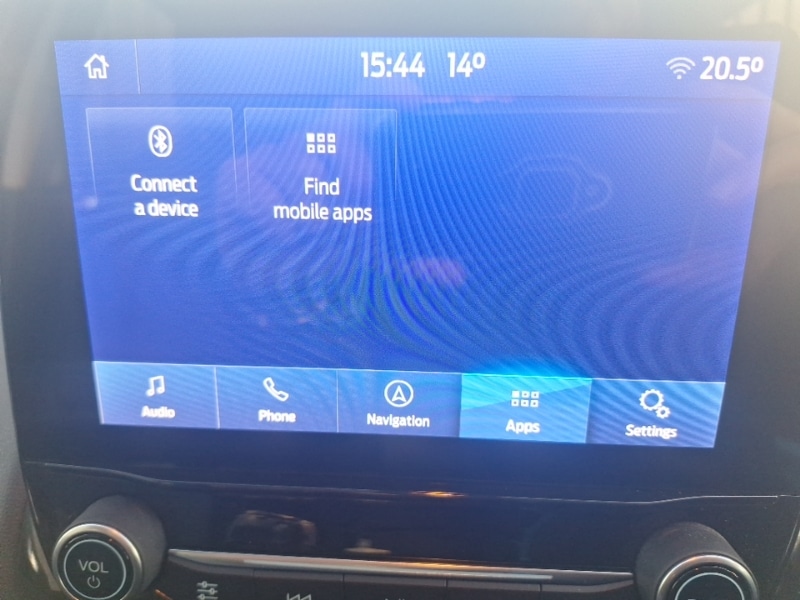 15:44 14º
20.5º
Connect
a device
Find
mobile apps
Audio
Phone
Navigation
Apps
Settings
VOL